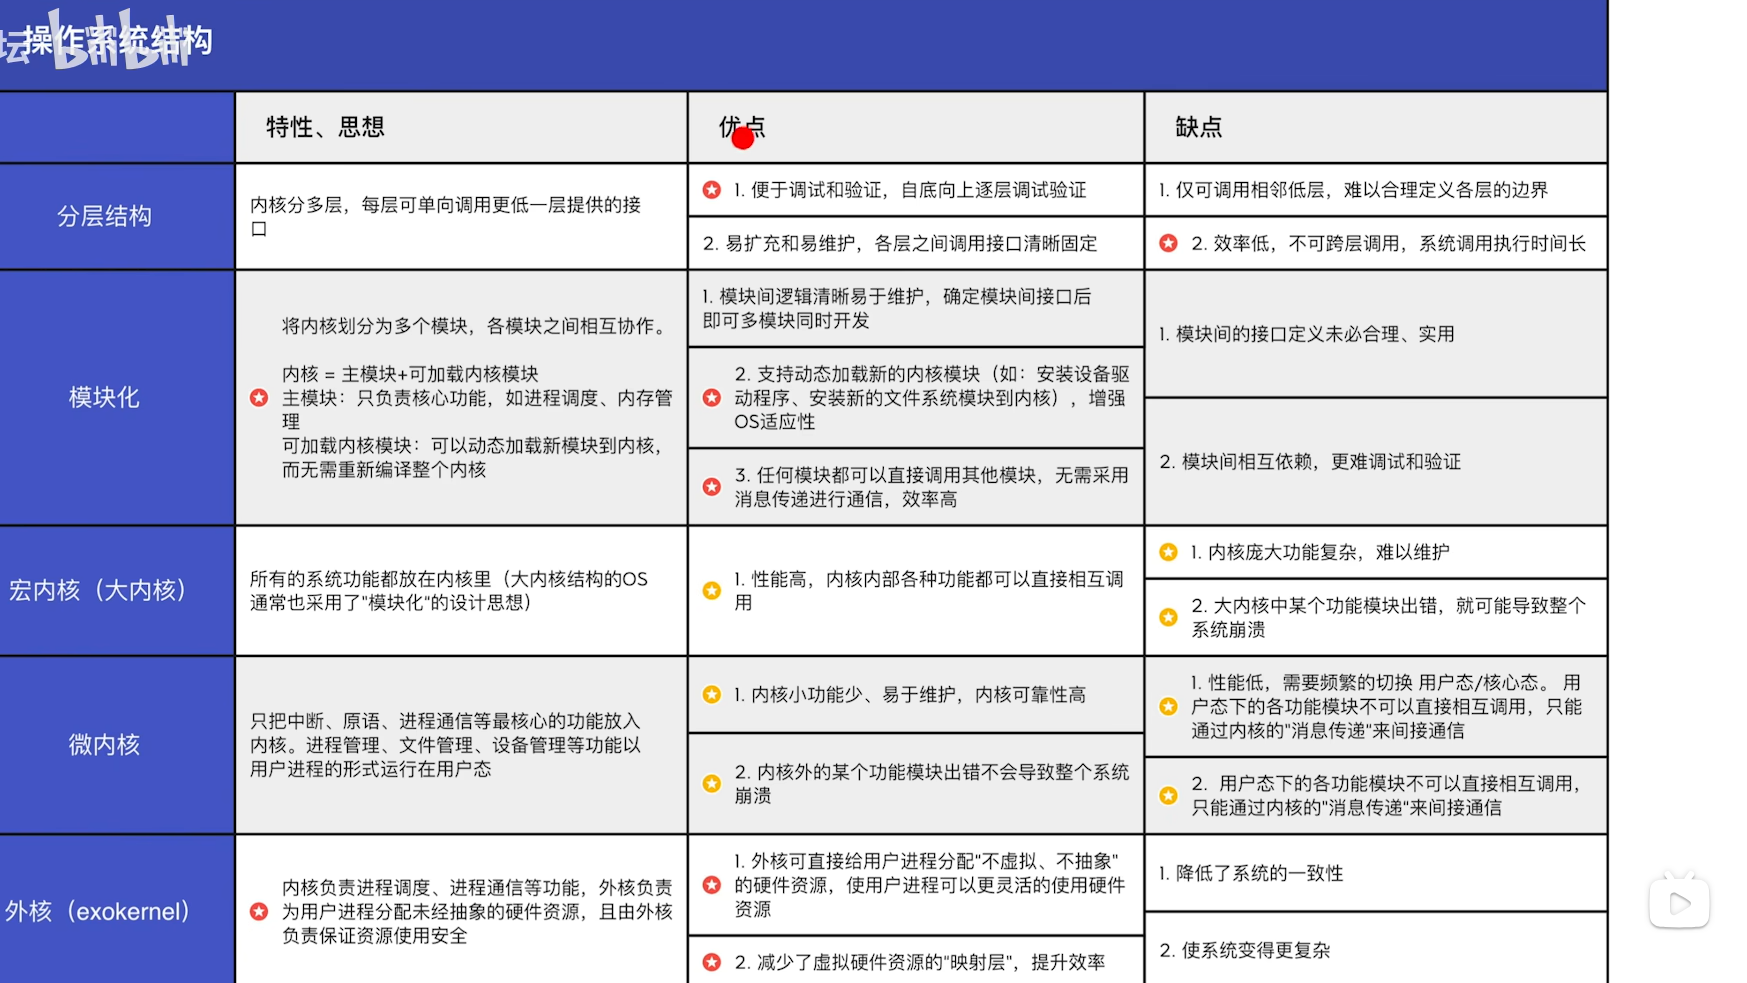 坛
bilibili
操作系统结构
特性、思想
优点
缺点
分层结构
内核分多层，每层可单向调用更低一层提供的接
口
1. 便于调试和验证，自底向上逐层调试验证
2. 易扩充和易维护，各层之间调用接口清晰固定
1. 仅可调用相邻低层，难以合理定义各层的边界
2. 效率低，不可跨层调用，系统调用执行时间长
模块化
将内核划分为多个模块，各模块之间相互协作。
内核 = 主模块+可加载内核模块
主模块：只负责核心功能，如进程调度、内存管
理
可加载内核模块：可以动态加载新模块到内核，
而无需重新编译整个内核
1. 模块间逻辑清晰易于维护，确定模块间接口后
即可多模块同时开发
2. 支持动态加载新的内核模块（如：安装设备驱
动程序、安装新的文件系统模块到内核），增强
OS适应性
3. 任何模块都可以直接调用其他模块，无需采用
消息传递进行通信，效率高
1. 模块间的接口定义未必合理、实用
2. 模块间相互依赖，更难调试和验证
宏内核（大内核）
所有的系统功能都放在内核里（大内核结构的OS
通常也采用了"模块化"的设计思想）
1. 性能高，内核内部各种功能都可以直接相互调
用
1. 内核庞大功能复杂，难以维护
2. 大内核中某个功能模块出错，就可能导致整个
系统崩溃
微内核
只把中断、原语、进程通信等最核心的功能放入
内核。进程管理、文件管理、设备管理等功能以
用户进程的形式运行在用户态
1. 内核小功能少、易于维护，内核可靠性高
2. 内核外的某个功能模块出错不会导致整个系统
崩溃
1. 性能低，需要频繁的切换 用户态/核心态。 用
户态下的各功能模块不可以直接相互调用，只能
通过内核的"消息传递"来间接通信
2. 用户态下的各功能模块不可以直接相互调用，
只能通过内核的"消息传递"来间接通信
外核（exokernel）
内核负责进程调度、进程通信等功能，外核负责
为用户进程分配未经抽象的硬件资源，且由外核
负责保证资源使用安全
1. 外核可直接给用户进程分配"不虚拟、不抽象"
的硬件资源，使用户进程可以更灵活的使用硬件
资源
2. 减少了虚拟硬件资源的"映射层"，提升效率
1. 降低了系统的一致性
2. 使系统变得更复杂